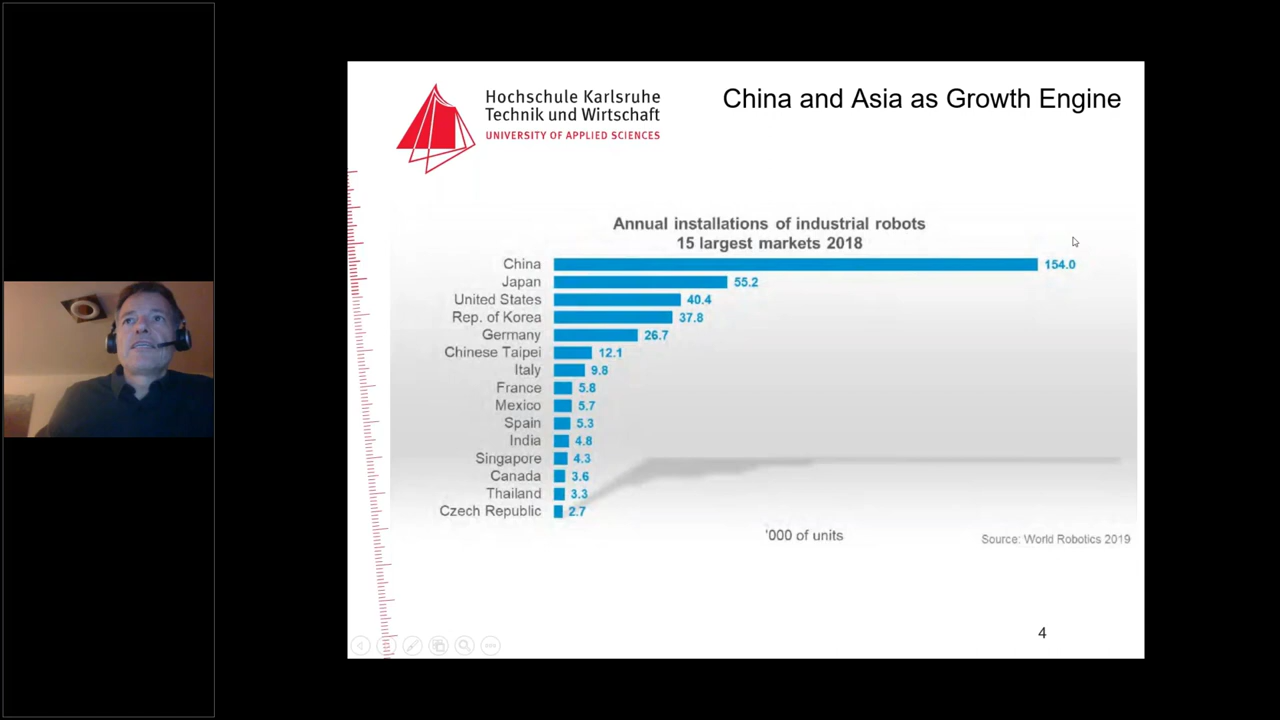 Hochschule Karlsruhe
Technik und Wirtschaft
UNIVERSITY OF APPLIED SCIENCES
China and Asia as Growth Engine
Annual installations of industrial robots
15 largest markets 2018
China 154.0
Japan 55.2
United States 40.4
Rep. of Korea 37.8
Germany 26.7
Chinese Taipei 12.1
Italy 9.8
France 5.8
Mexico 5.7
Spain 5.3
India 4.8
Singapore 4.3
Canada 3.6
Thailand 3.3
Czech Republic 2.7
'000 of units
Source: World Robotics 2019
4